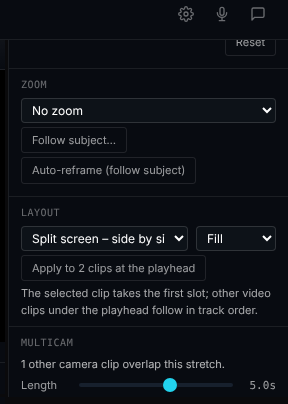 Reset
ZOOM
No zoom
Follow subject...
Auto-reframe (follow subject)
LAYOUT
Split screen – side by si
Fill
Apply to 2 clips at the playhead
The selected clip takes the first slot; other video
clips under the playhead follow in track order.
MULTICAM
1 other camera clip overlap this stretch.
Length 5.0s